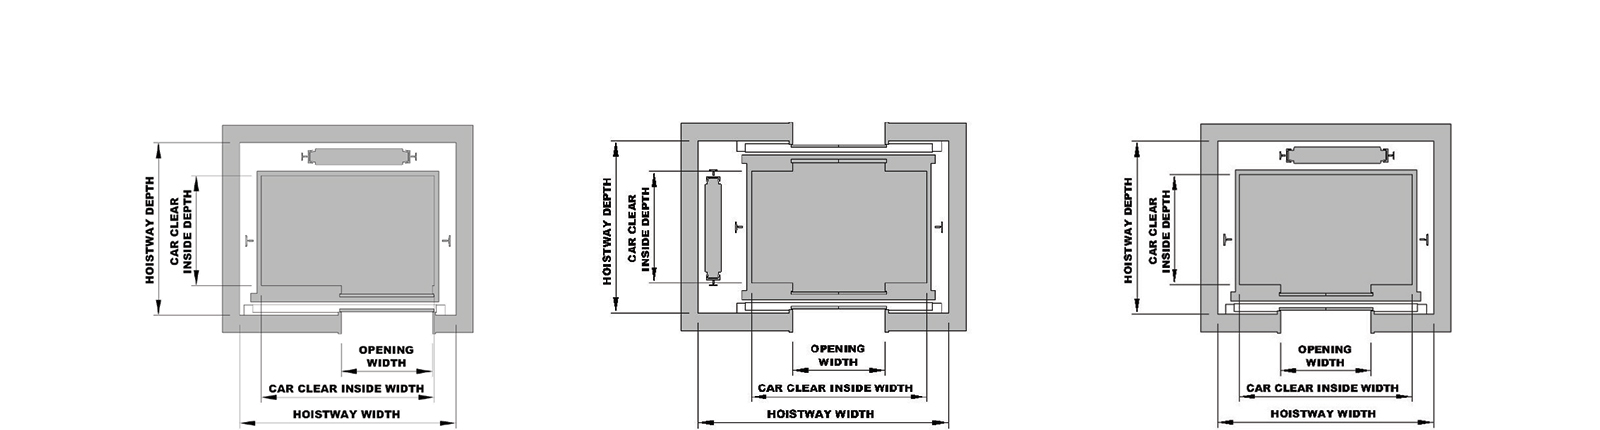 HOISTWAY DEPTH
CAR CLEAR
INSIDE DEPTH
OPENING
WIDTH
CAR CLEAR INSIDE WIDTH
HOISTWAY WIDTH
HOISTWAY DEPTH
CAR CLEAR
INSIDE DEPTH
OPENING
WIDTH
CAR CLEAR INSIDE WIDTH
HOISTWAY WIDTH
HOISTWAY DEPTH
CAR CLEAR
INSIDE DEPTH
OPENING
WIDTH
CAR CLEAR INSIDE WIDTH
HOISTWAY WIDTH